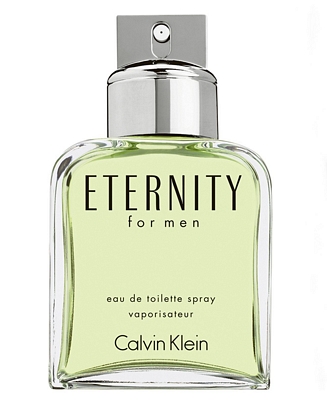 ETERNITY
for men
eau de toilette spray
vaporisateur
Calvin Klein